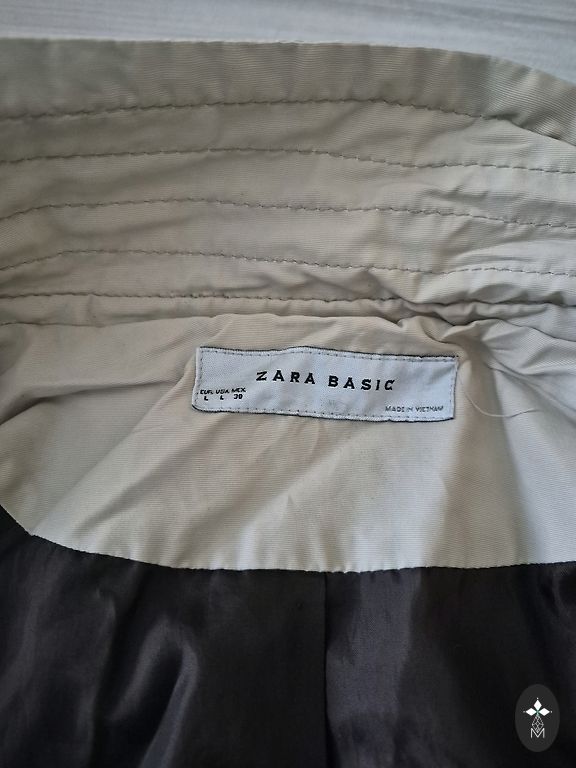 ZARA BASIC
EUR. USA. MEX.
L L 30
MADE IN VIETNAM
M